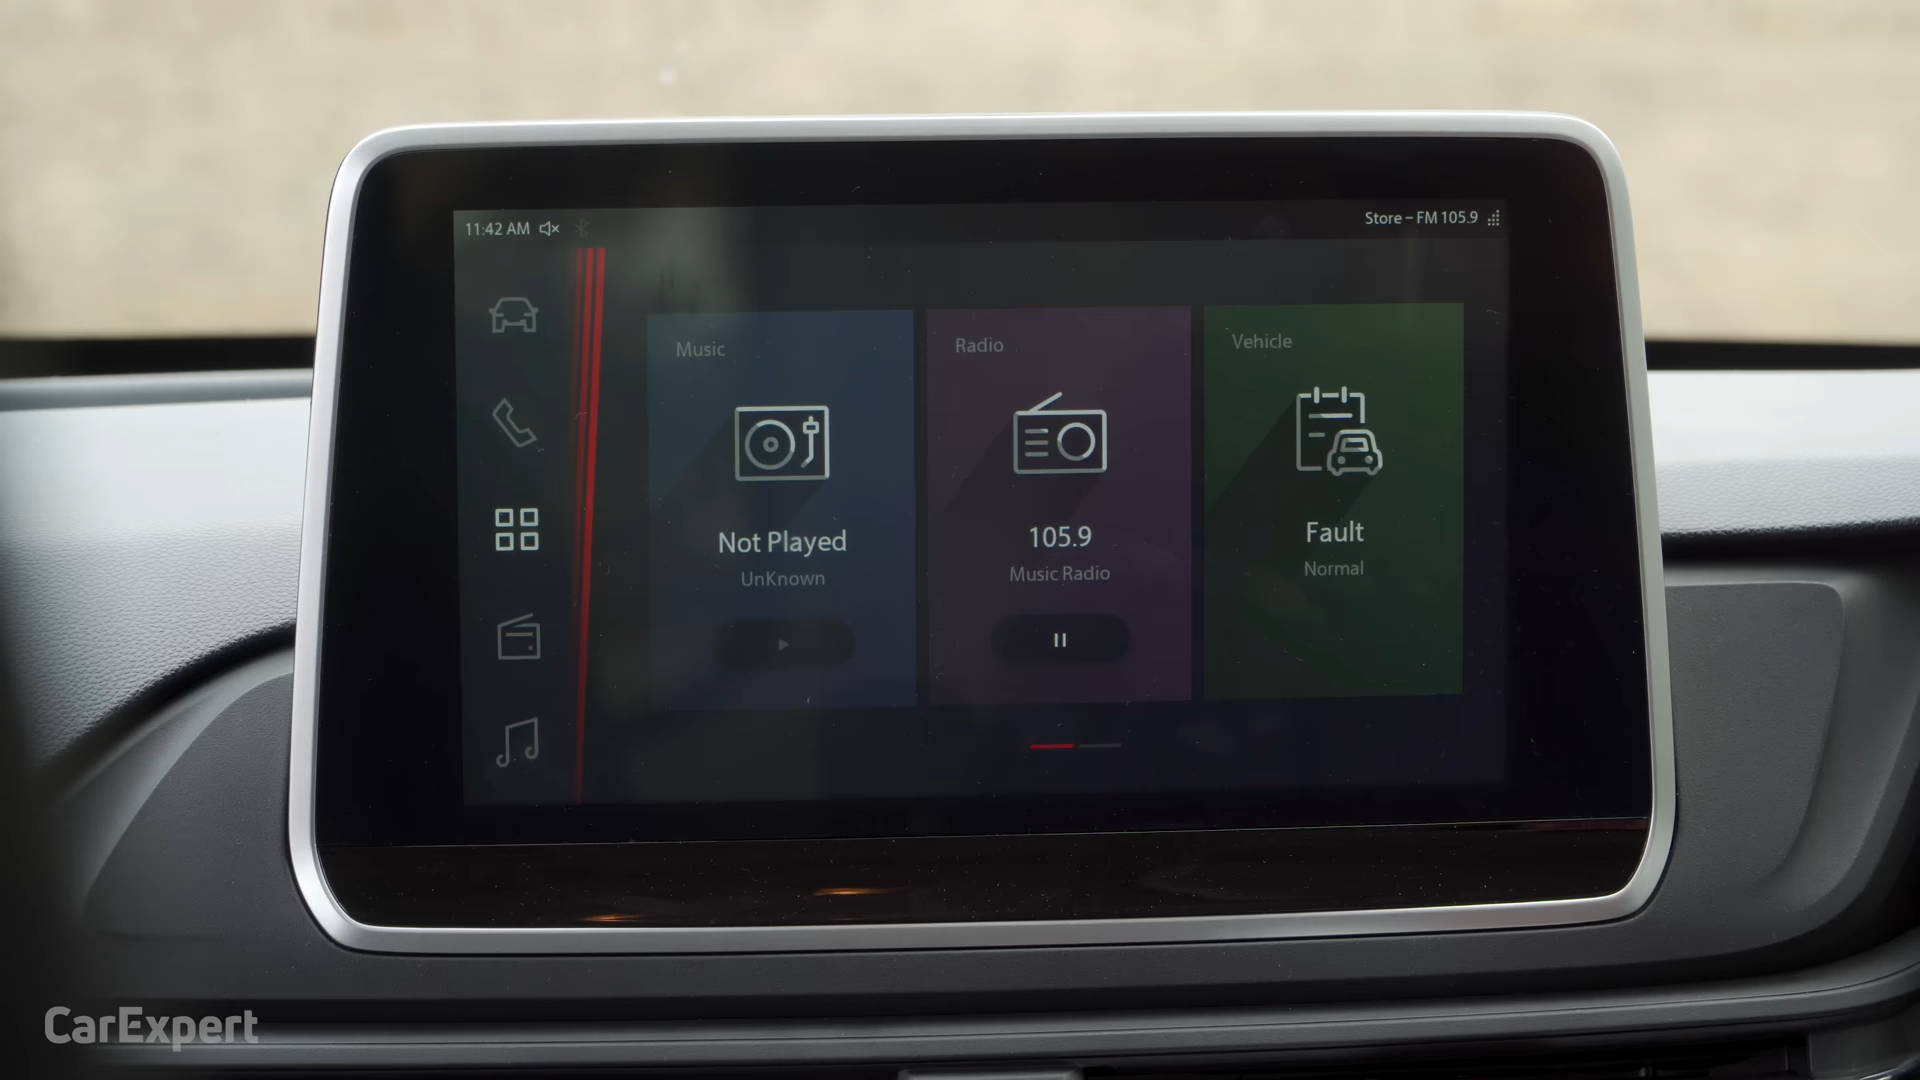 11:42 AM
Store – FM 105.9
Music
Not Played
UnKnown
Radio
105.9
Music Radio
Vehicle
Fault
Normal
CarExpert